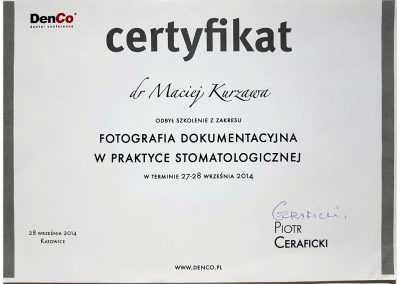 DenCo®
dental conference
certyfikat
dr Maciej Kurzawa
ODBYŁ SZKOLENIE Z ZAKRESU
FOTOGRAFIA DOKUMENTACYJNA
W PRAKTYCE STOMATOLOGICZNEJ
W TERMINIE 27-28 WRZEŚNIA 2014
CERAFICKI
PIOTR
CERAFICKI
28 WRZEŚNIA 2014
KATOWICE
WWW.DENCO.PL